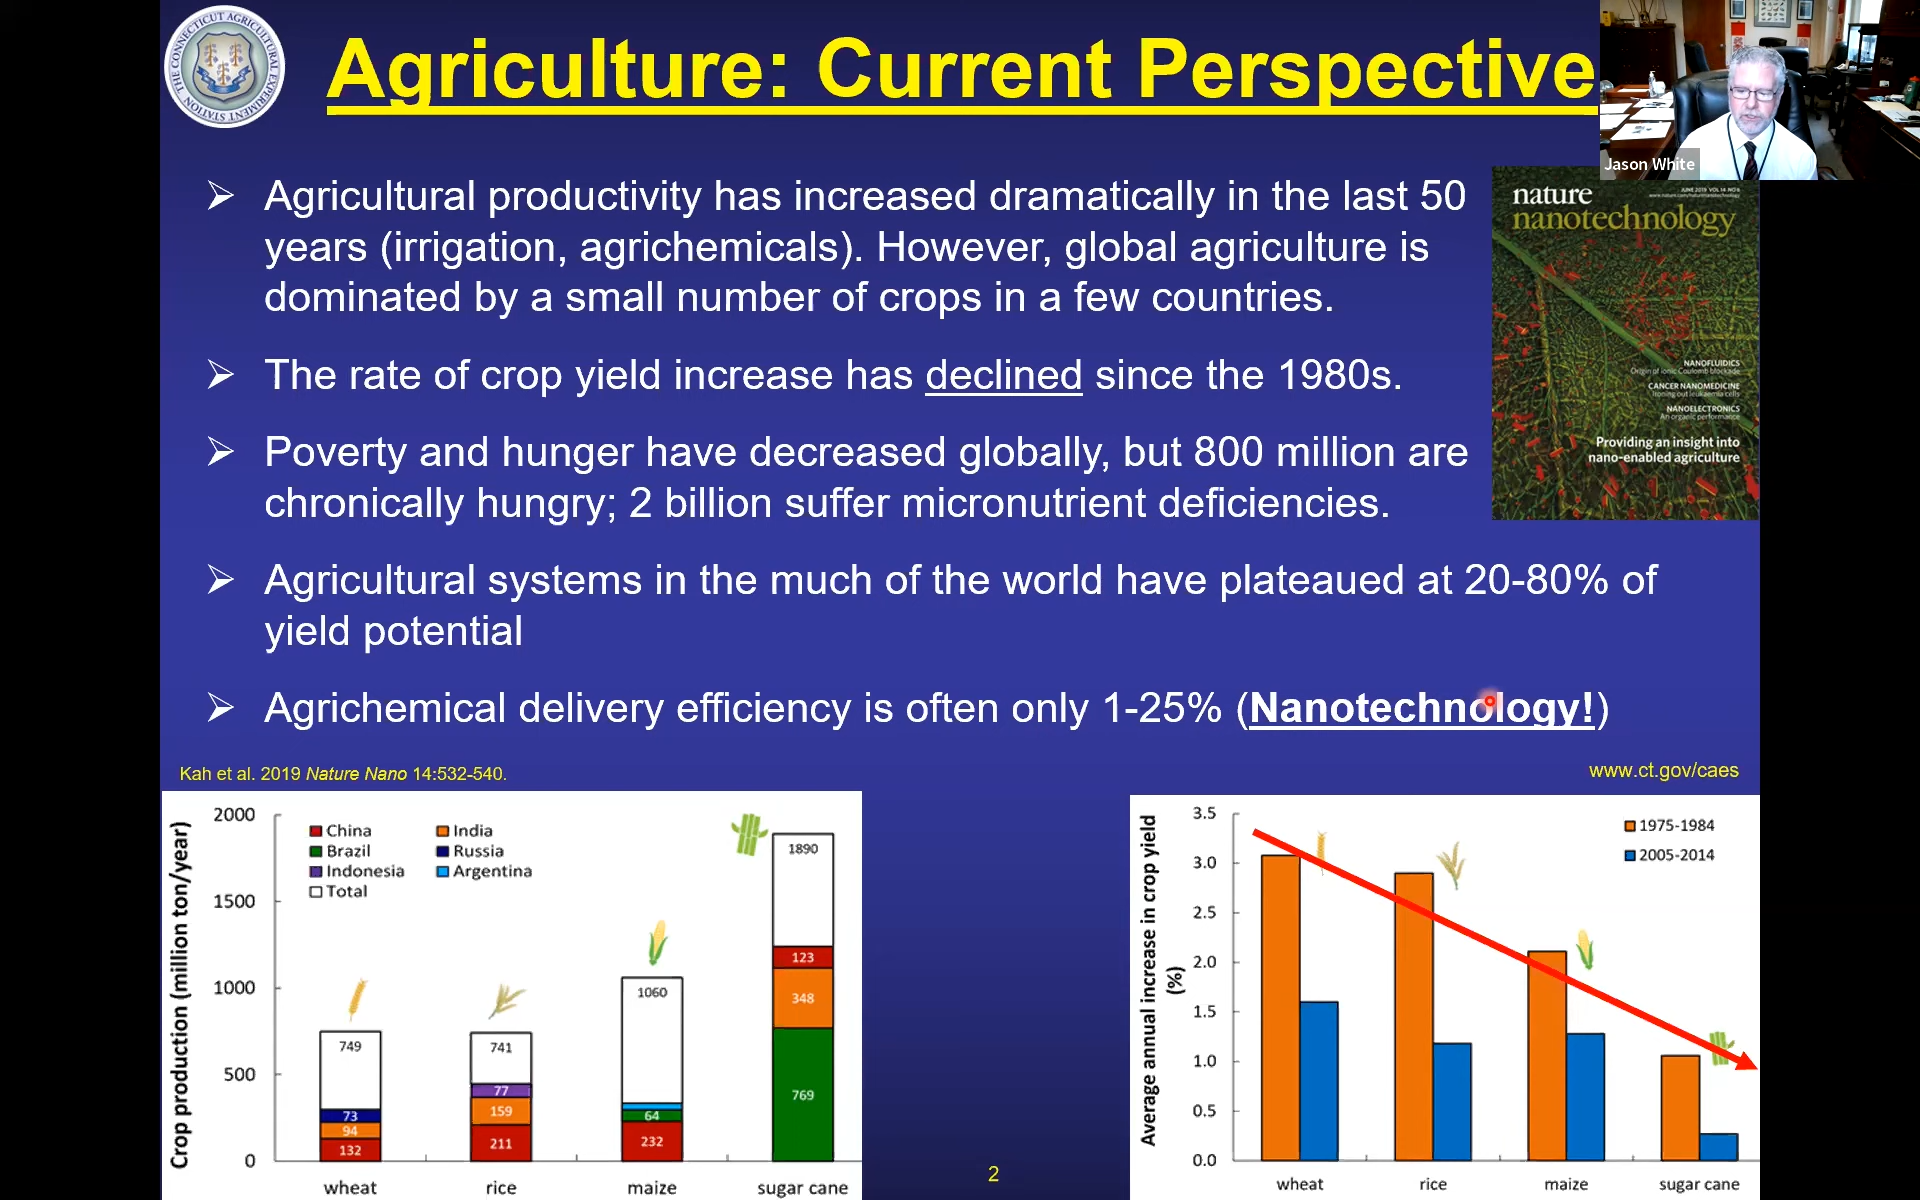 THE CONNECTICUT AGRICULTURAL EXPERIMENT STATION
Agriculture: Current Perspective
Jason White
➢ Agricultural productivity has increased dramatically in the last 50
years (irrigation, agrichemicals). However, global agriculture is
dominated by a small number of crops in a few countries.
➢ The rate of crop yield increase has declined since the 1980s.
➢ Poverty and hunger have decreased globally, but 800 million are
chronically hungry; 2 billion suffer micronutrient deficiencies.
➢ Agricultural systems in the much of the world have plateaued at 20-80% of
yield potential
➢ Agrichemical delivery efficiency is often only 1-25% (Nanotechnology!)
JUNE 2019 VOL 14 NO 6
www.nature.com/naturenanotechnology
nature
nanotechnology
NANOFLUIDICS
Origin of ionic Coulomb blockade
CANCER NANOMEDICINE
Ironing out leukaemia cells
NANOELECTRONICS
An organic performance
Providing an insight into
nano-enabled agriculture
Kah et al. 2019 Nature Nano 14:532-540.
www.ct.gov/caes
Crop production (million ton/year)
2000
1500
1000
500
0
China
India
Brazil
Russia
Indonesia
Argentina
Total
749
73
94
132
741
77
159
211
1060
64
232
1890
123
348
769
wheat
rice
maize
sugar cane
2
Average annual increase in crop yield
(%)
3.5
3.0
2.5
2.0
1.5
1.0
0.5
0.0
1975-1984
2005-2014
wheat
rice
maize
sugar cane